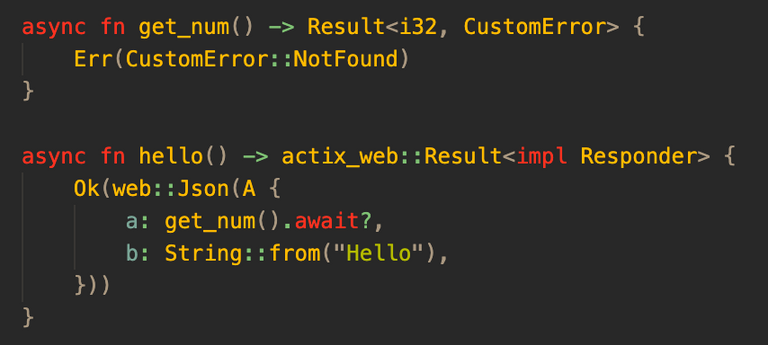 async fn get_num() -> Result<i32, CustomError> {
    Err(CustomError::NotFound)
}

async fn hello() -> actix_web::Result<impl Responder> {
    Ok(web::Json(A {
        a: get_num().await?,
        b: String::from("Hello"),
    }))
}